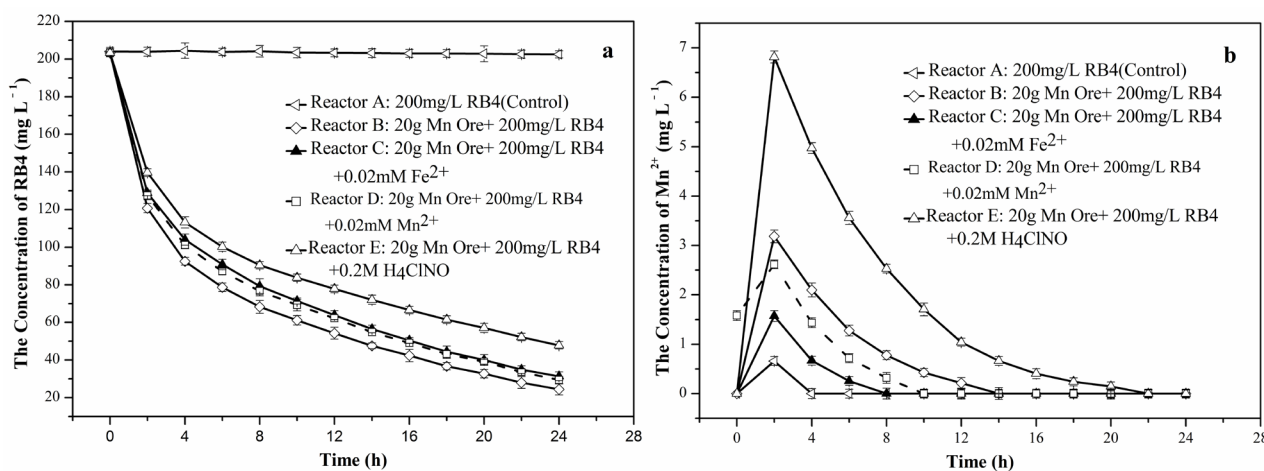 a
The Concentration of RB4 (mg L⁻¹)
220
200
180
160
140
120
100
80
60
40
20
Reactor A: 200mg/L RB4(Control)
Reactor B: 20g Mn Ore+ 200mg/L RB4
Reactor C: 20g Mn Ore+ 200mg/L RB4
+0.02mM Fe²⁺
Reactor D: 20g Mn Ore+ 200mg/L RB4
+0.02mM Mn²⁺
Reactor E: 20g Mn Ore+ 200mg/L RB4
+0.2M H₄ClNO
0 4 8 12 16 20 24 28
Time (h)
b
The Concentration of Mn²⁺ (mg L⁻¹)
7
6
5
4
3
2
1
0
Reactor A: 200mg/L RB4(Control)
Reactor B: 20g Mn Ore+ 200mg/L RB4
Reactor C: 20g Mn Ore+ 200mg/L RB4
+0.02mM Fe²⁺
Reactor D: 20g Mn Ore+ 200mg/L RB4
+0.02mM Mn²⁺
Reactor E: 20g Mn Ore+ 200mg/L RB4
+0.2M H₄ClNO
0 4 8 12 16 20 24 28
Time (h)